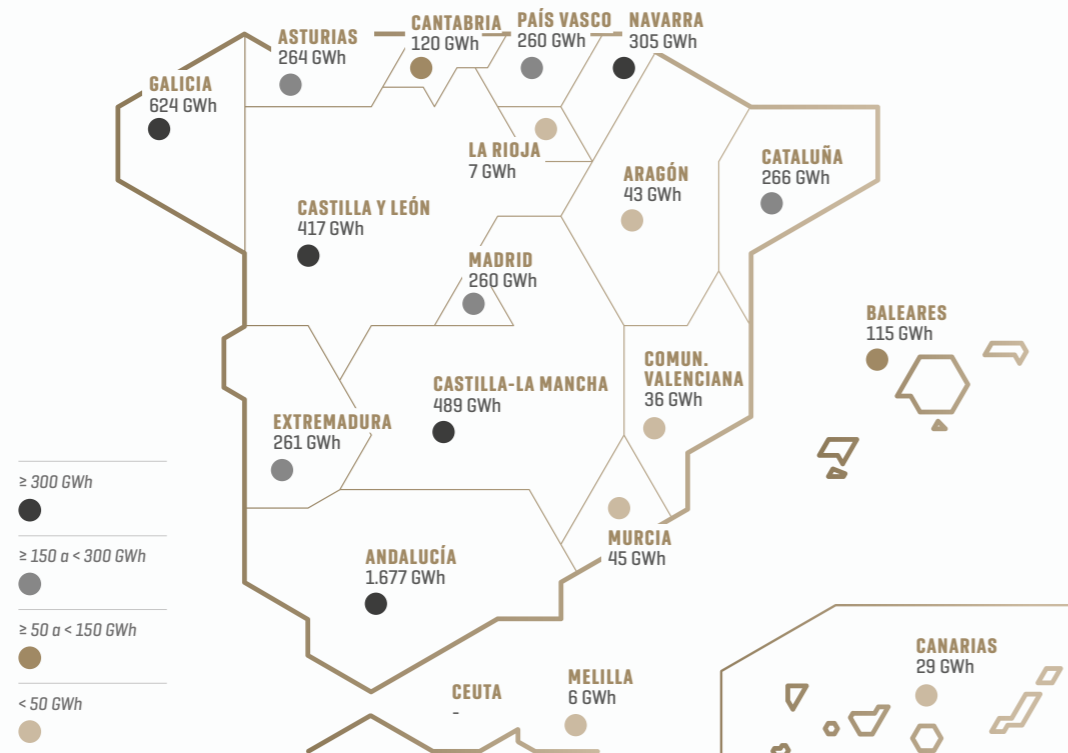 ASTURIAS
264 GWh
CANTABRIA
120 GWh
PAÍS VASCO
260 GWh
NAVARRA
305 GWh
GALICIA
624 GWh
LA RIOJA
7 GWh
ARAGÓN
43 GWh
CATALUÑA
266 GWh
CASTILLA Y LEÓN
417 GWh
MADRID
260 GWh
BALEARES
115 GWh
COMUN.
VALENCIANA
36 GWh
CASTILLA-LA MANCHA
489 GWh
EXTREMADURA
261 GWh
≥ 300 GWh
≥ 150 a < 300 GWh
≥ 50 a < 150 GWh
< 50 GWh
MURCIA
45 GWh
ANDALUCÍA
1.677 GWh
CEUTA
-
MELILLA
6 GWh
CANARIAS
29 GWh